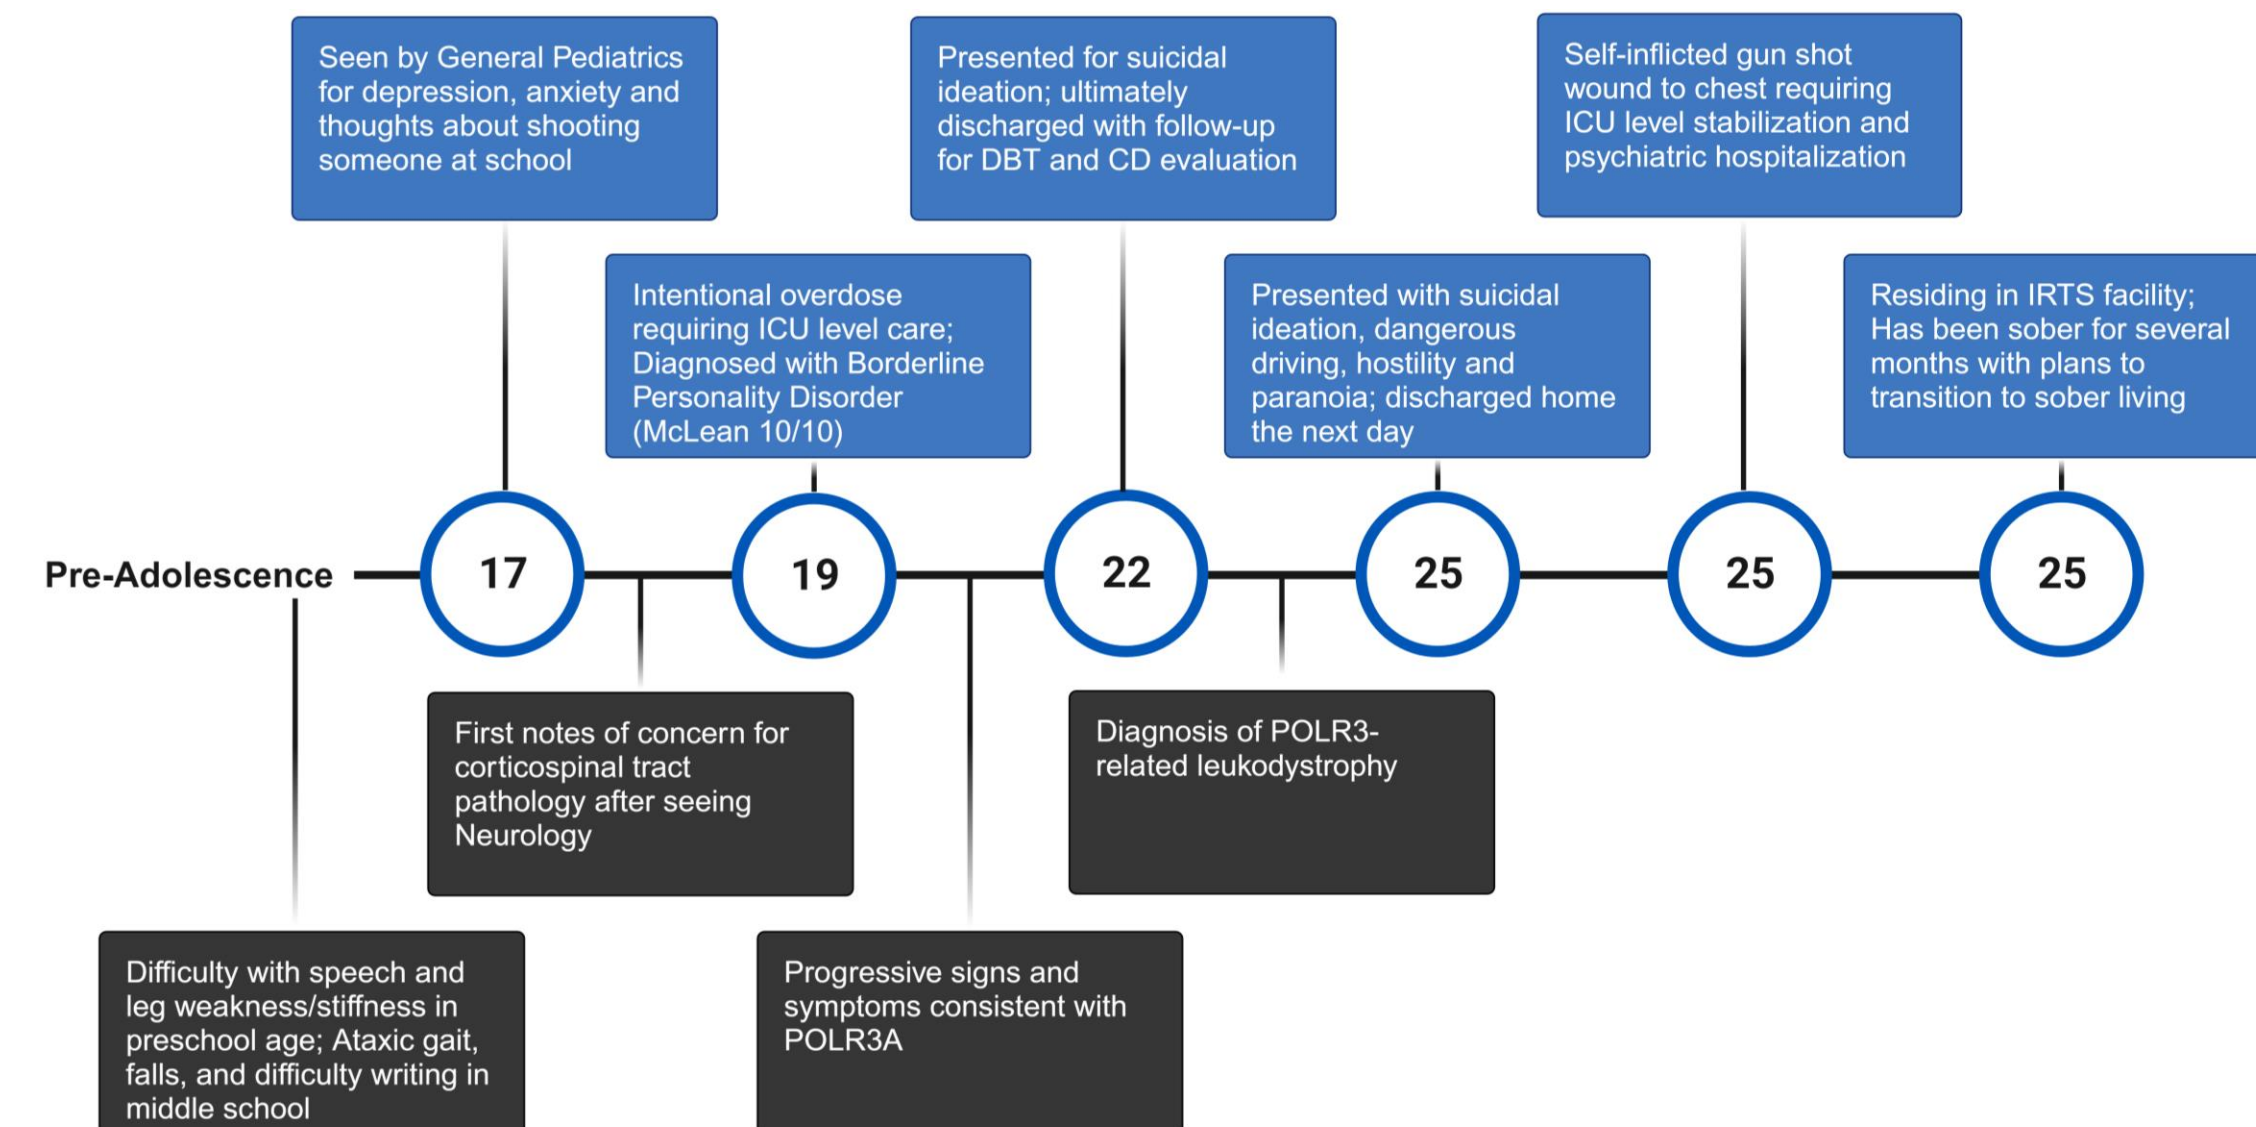 Seen by General Pediatrics
for depression, anxiety and
thoughts about shooting
someone at school
Presented for suicidal
ideation; ultimately
discharged with follow-up
for DBT and CD evaluation
Self-inflicted gun shot
wound to chest requiring
ICU level stabilization and
psychiatric hospitalization
Intentional overdose
requiring ICU level care;
Diagnosed with Borderline
Personality Disorder
(McLean 10/10)
Presented with suicidal
ideation, dangerous
driving, hostility and
paranoia; discharged home
the next day
Residing in IRTS facility;
Has been sober for several
months with plans to
transition to sober living
Pre-Adolescence
17
19
22
25
25
25
First notes of concern for
corticospinal tract
pathology after seeing
Neurology
Diagnosis of POLR3-
related leukodystrophy
Difficulty with speech and
leg weakness/stiffness in
preschool age; Ataxic gait,
falls, and difficulty writing in
middle school
Progressive signs and
symptoms consistent with
POLR3A